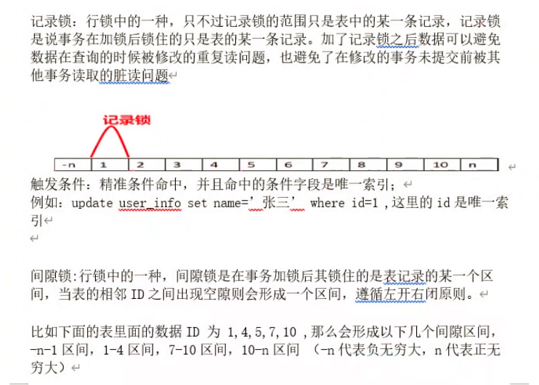 记录锁：行锁中的一种，只不过记录锁的范围只是表中的某一条记录，记录锁
是说事务在加锁后锁住的只是表的某一条记录。加了记录锁之后数据可以避免
数据在查询的时候被修改的重复读问题，也避免了在修改的事务未提交前被其
他事务读取的脏读问题
记录锁
-n 1 2 3 4 5 6 7 8 9 10 n
触发条件：精准条件命中，并且命中的条件字段是唯一索引；
例如：update user_info set name=’张三’ where id=1 ,这里的 id 是唯一索
引
间隙锁:行锁中的一种，间隙锁是在事务加锁后其锁住的是表记录的某一个区
间，当表的相邻 ID 之间出现空隙则会形成一个区间，遵循左开右闭原则。
比如下面的表里面的数据 ID 为 1,4,5,7,10 ,那么会形成以下几个间隙区间，
-n-1 区间，1-4 区间，7-10 区间，10-n 区间 （-n 代表负无穷大，n 代表正无
穷大）